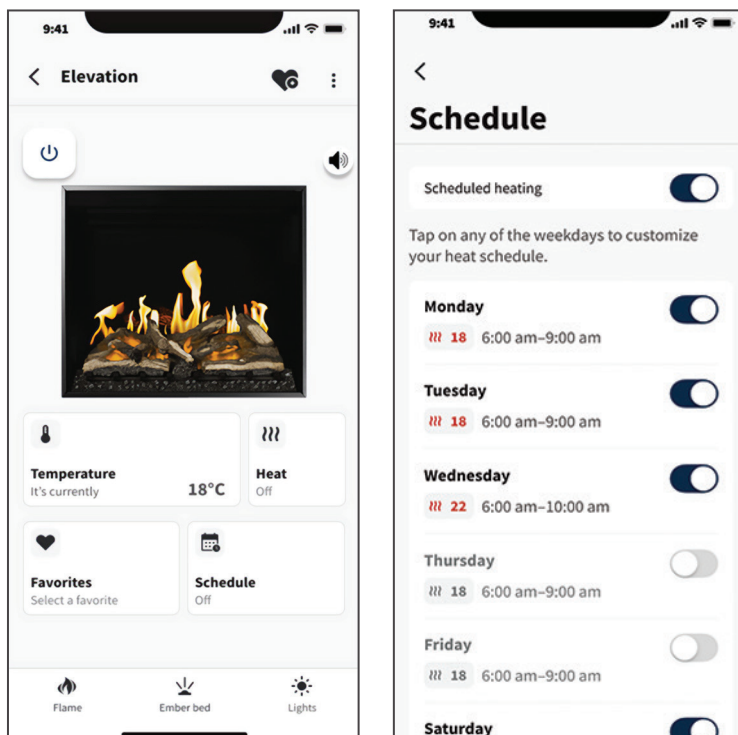 9:41
Elevation
Temperature
It's currently
18°C
Heat
Off
Favorites
Select a favorite
Schedule
Off
Flame
Ember bed
Lights
9:41
Schedule
Scheduled heating
Tap on any of the weekdays to customize
your heat schedule.
Monday
18 6:00 am–9:00 am
Tuesday
18 6:00 am–9:00 am
Wednesday
22 6:00 am–10:00 am
Thursday
18 6:00 am–9:00 am
Friday
18 6:00 am–9:00 am
Saturday